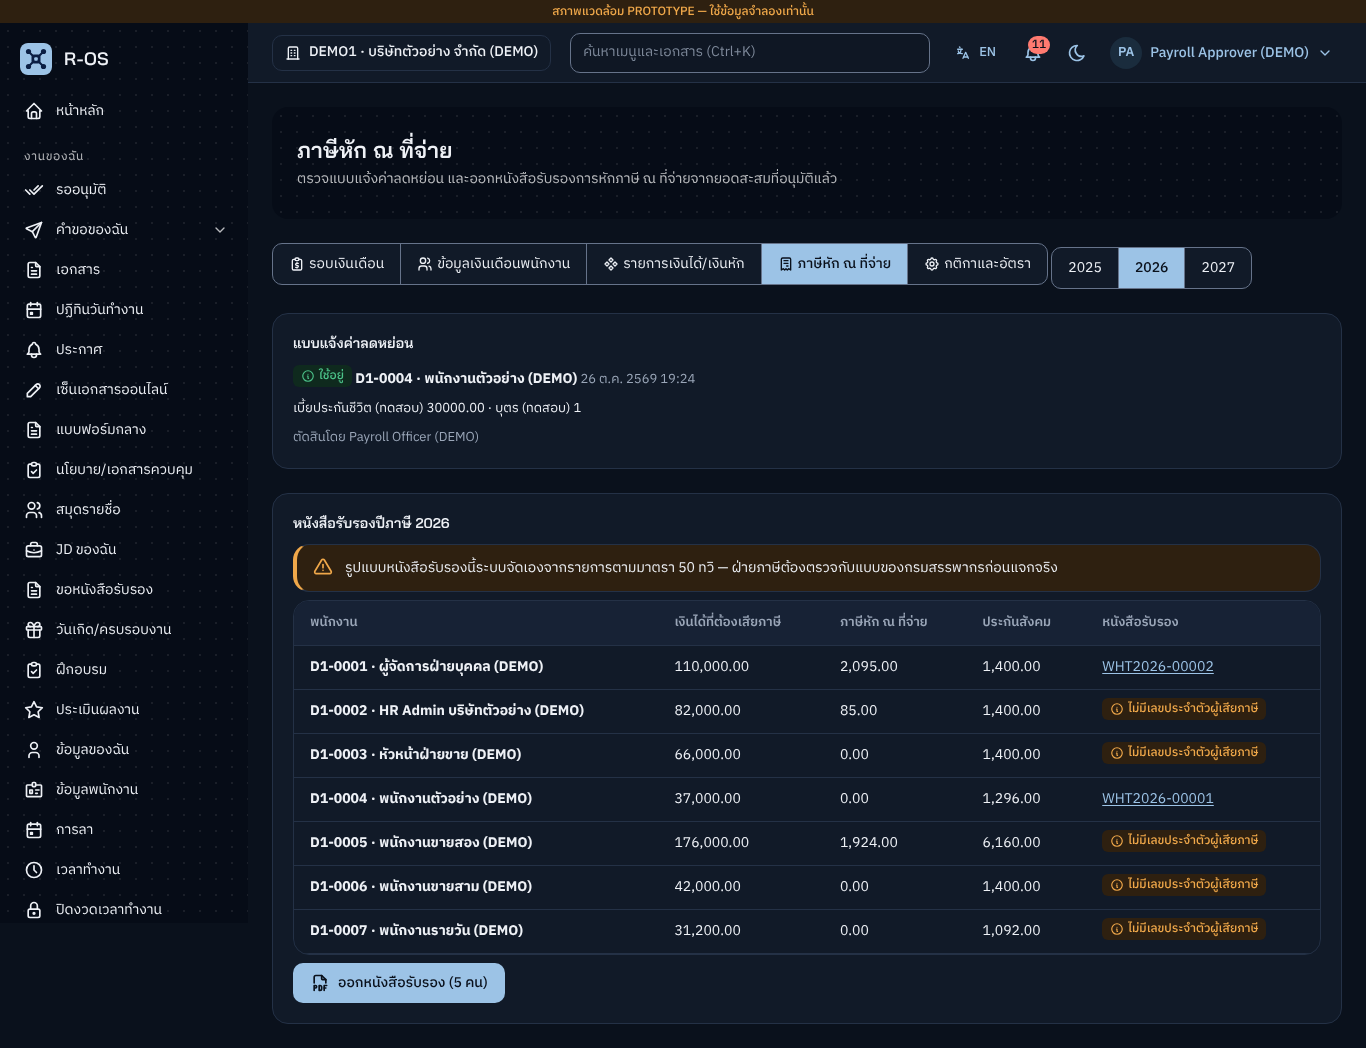 สภาพแวดล้อม PROTOTYPE — ใช้ข้อมูลจำลองเท่านั้น
R-OS
DEMO1 · บริษัทตัวอย่าง จำกัด (DEMO)
ค้นหาเมนูและเอกสาร (Ctrl+K)
EN
11
PA
Payroll Approver (DEMO)
หน้าหลัก
งานของฉัน
รออนุมัติ
คำขอของฉัน
เอกสาร
ปฏิทินวันทำงาน
ประกาศ
เซ็นเอกสารออนไลน์
แบบฟอร์มกลาง
นโยบาย/เอกสารควบคุม
สมุดรายชื่อ
JD ของฉัน
ขอหนังสือรับรอง
วันเกิด/ครบรอบงาน
ฝึกอบรม
ประเมินผลงาน
ข้อมูลของฉัน
ข้อมูลพนักงาน
การลา
เวลาทำงาน
ปิดงวดเวลาทำงาน
ภาษีหัก ณ ที่จ่าย
ตรวจแบบแจ้งค่าลดหย่อน และออกหนังสือรับรองการหักภาษี ณ ที่จ่ายจากยอดสะสมที่อนุมัติแล้ว
รอบเงินเดือน
ข้อมูลเงินเดือนพนักงาน
รายการเงินได้/เงินหัก
ภาษีหัก ณ ที่จ่าย
กติกาและอัตรา
2025
2026
2027
แบบแจ้งค่าลดหย่อน
ใช้อยู่ D1-0004 · พนักงานตัวอย่าง (DEMO) 26 ต.ค. 2569 19:24
เบี้ยประกันชีวิต (ทดสอบ) 30000.00 · บุตร (ทดสอบ) 1
ตัดสินโดย Payroll Officer (DEMO)
หนังสือรับรองปีภาษี 2026
รูปแบบหนังสือรับรองนี้ระบบจัดเองจากรายการตามมาตรา 50 ทวิ — ฝ่ายภาษีต้องตรวจกับแบบของกรมสรรพากรก่อนแจกจริง
พนักงาน เงินได้ที่ต้องเสียภาษี ภาษีหัก ณ ที่จ่าย ประกันสังคม หนังสือรับรอง
D1-0001 · ผู้จัดการฝ่ายบุคคล (DEMO) 110,000.00 2,095.00 1,400.00 WHT2026-00002
D1-0002 · HR Admin บริษัทตัวอย่าง (DEMO) 82,000.00 85.00 1,400.00 ไม่มีเลขประจำตัวผู้เสียภาษี
D1-0003 · หัวหน้าฝ่ายขาย (DEMO) 66,000.00 0.00 1,400.00 ไม่มีเลขประจำตัวผู้เสียภาษี
D1-0004 · พนักงานตัวอย่าง (DEMO) 37,000.00 0.00 1,296.00 WHT2026-00001
D1-0005 · พนักงานขายสอง (DEMO) 176,000.00 1,924.00 6,160.00 ไม่มีเลขประจำตัวผู้เสียภาษี
D1-0006 · พนักงานขายสาม (DEMO) 42,000.00 0.00 1,400.00 ไม่มีเลขประจำตัวผู้เสียภาษี
D1-0007 · พนักงานรายวัน (DEMO) 31,200.00 0.00 1,092.00 ไม่มีเลขประจำตัวผู้เสียภาษี
PDF ออกหนังสือรับรอง (5 คน)